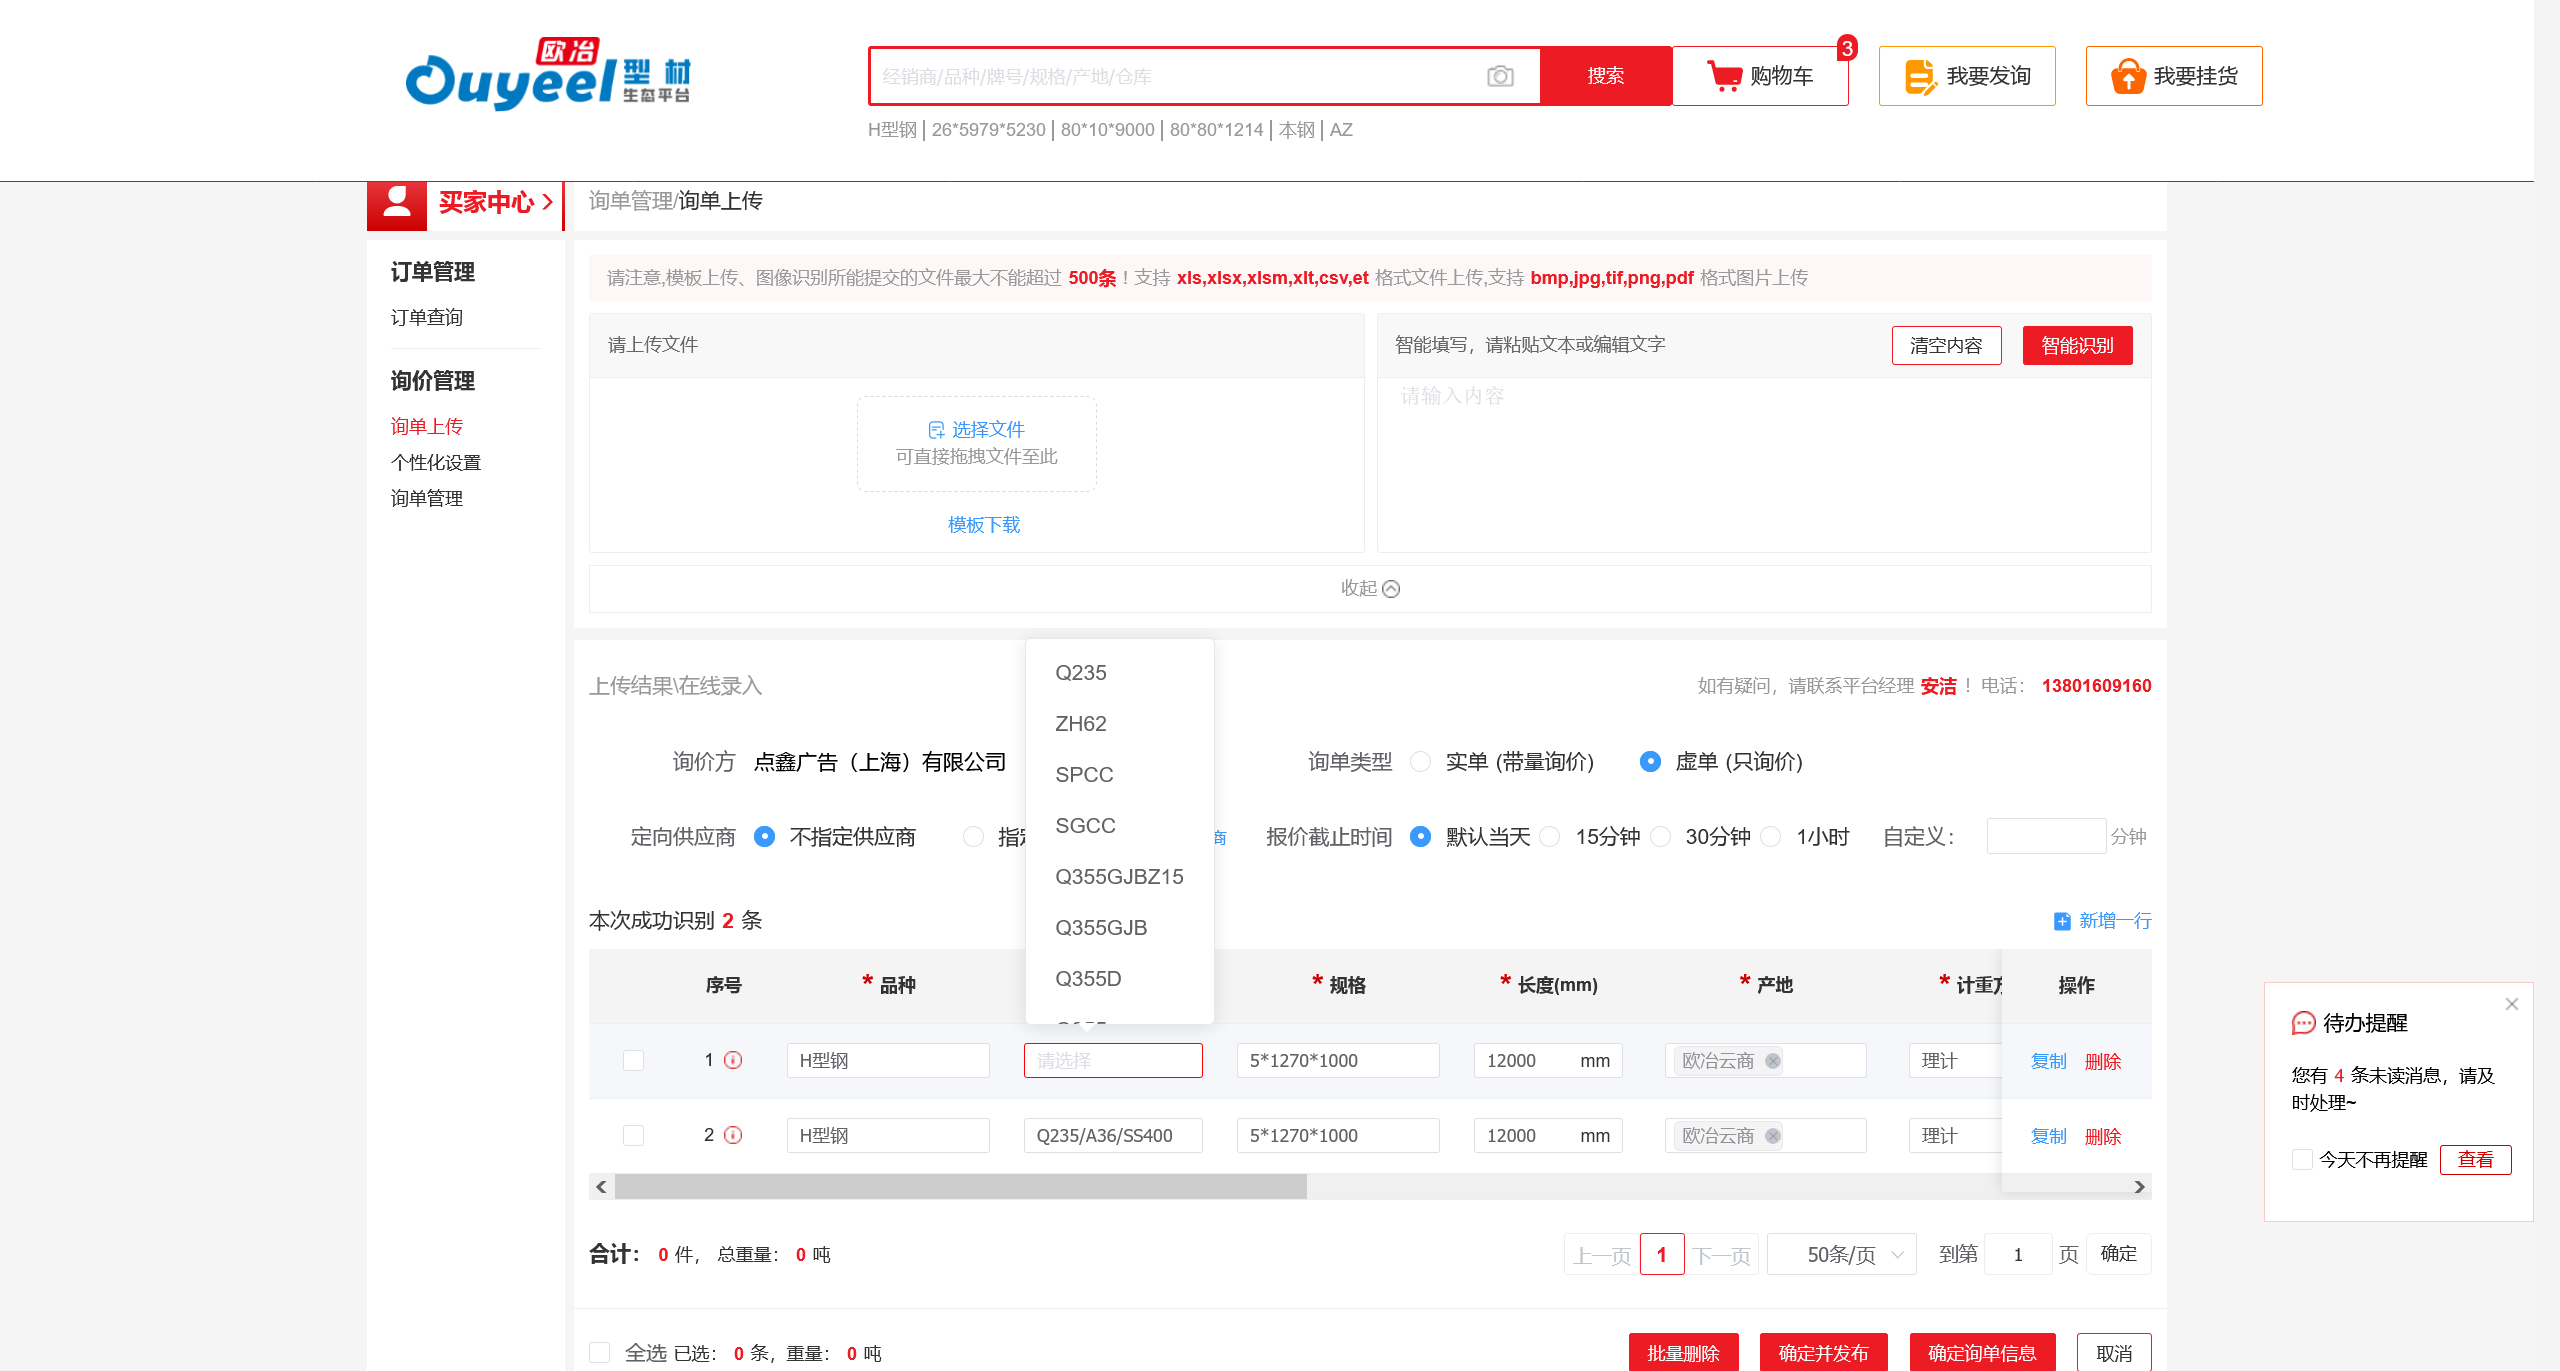 欧冶
Ouyeel 型材
生态平台
经销商/品种/牌号/规格/产地/仓库
搜索
购物车
3
我要发询
我要挂货
H型钢 | 26*5979*5230 | 80*10*9000 | 80*80*1214 | 本钢 | AZ
买家中心
询单管理/询单上传
订单管理
订单查询
询价管理
询单上传
个性化设置
询单管理
请注意,模板上传、图像识别所能提交的文件最大不能超过 500条！支持 xls,xlsx,xlsm,xlt,csv,et 格式文件上传,支持 bmp,jpg,tif,png,pdf 格式图片上传
请上传文件
选择文件
可直接拖拽文件至此
模板下载
智能填写，请粘贴文本或编辑文字
清空内容
智能识别
请输入内容
收起
上传结果\在线录入
如有疑问，请联系平台经理 安洁 ！电话： 13801609160
询价方 点鑫广告（上海）有限公司
询单类型 实单 (带量询价) 虚单 (只询价)
定向供应商 不指定供应商 指 商
报价截止时间 默认当天 15分钟 30分钟 1小时 自定义： 分钟
Q235
ZH62
SPCC
SGCC
Q355GJBZ15
Q355GJB
Q355D
本次成功识别 2 条
新增一行
序号 * 品种 * 规格 * 长度(mm) * 产地 * 计重 操作
1 H型钢 请选择 5*1270*1000 12000 mm 欧冶云商 理计 复制 删除
2 H型钢 Q235/A36/SS400 5*1270*1000 12000 mm 欧冶云商 理计 复制 删除
合计： 0 件， 总重量： 0 吨
上一页 1 下一页 50条/页 到第 1 页 确定
全选 已选： 0 条，重量： 0 吨
批量删除 确定并发布 确定询单信息 取消
待办提醒
您有 4 条未读消息，请及
时处理~
今天不再提醒 查看